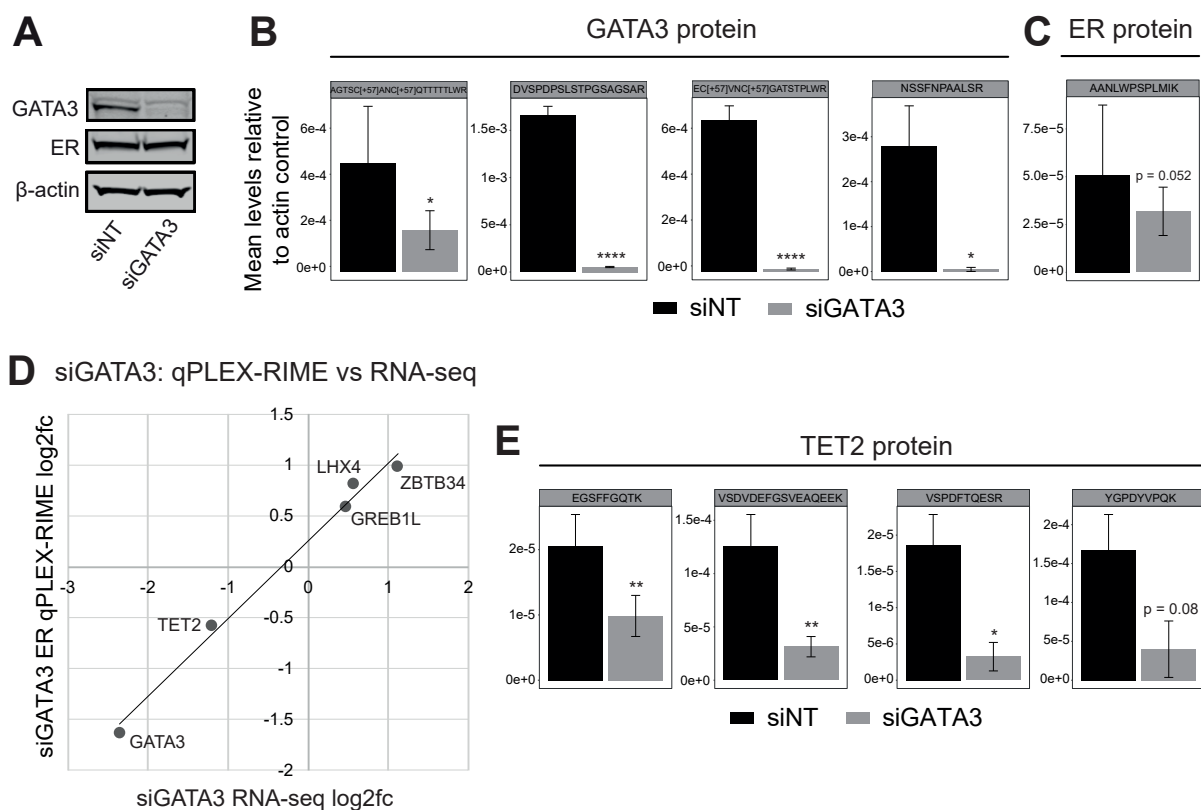 A
GATA3
ER
β-actin
siNT
siGATA3
B
GATA3 protein
Mean levels relative
to actin control
AGTSC[+57]ANC[+57]QTTTTTLWR
6e-4
4e-4
2e-4
0e+0
*
DVSPDPSLSTPGSAGSAR
1.5e-3
1e-3
5e-4
0e+0
****
EC[+57]VNC[+57]GATSTPLWR
6e-4
4e-4
2e-4
0e+0
****
NSSFNPAALSR
3e-4
2e-4
1e-4
0e+0
*
siNT
siGATA3
C
ER protein
AANLWPSPLMIK
7.5e-5
5.0e-5
2.5e-5
0e+0
p = 0.052
D
siGATA3: qPLEX-RIME vs RNA-seq
siGATA3 ER qPLEX-RIME log2fc
1.5
1
0.5
0
-0.5
-1
-1.5
-2
-3
-2
-1
0
1
2
LHX4
ZBTB34
GREB1L
TET2
GATA3
siGATA3 RNA-seq log2fc
E
TET2 protein
EGSFFGQTK
2e-5
1e-5
0e+0
**
VSDVDEFGSVEAQEEK
1.5e-4
1e-4
5e-5
0e+0
**
VSPDFTQESR
2e-5
1.5e-5
1e-5
5e-6
0e+0
*
YGPDYVPQK
2e-4
1.5e-4
1e-4
5e-5
0e+0
p = 0.08
siNT
siGATA3